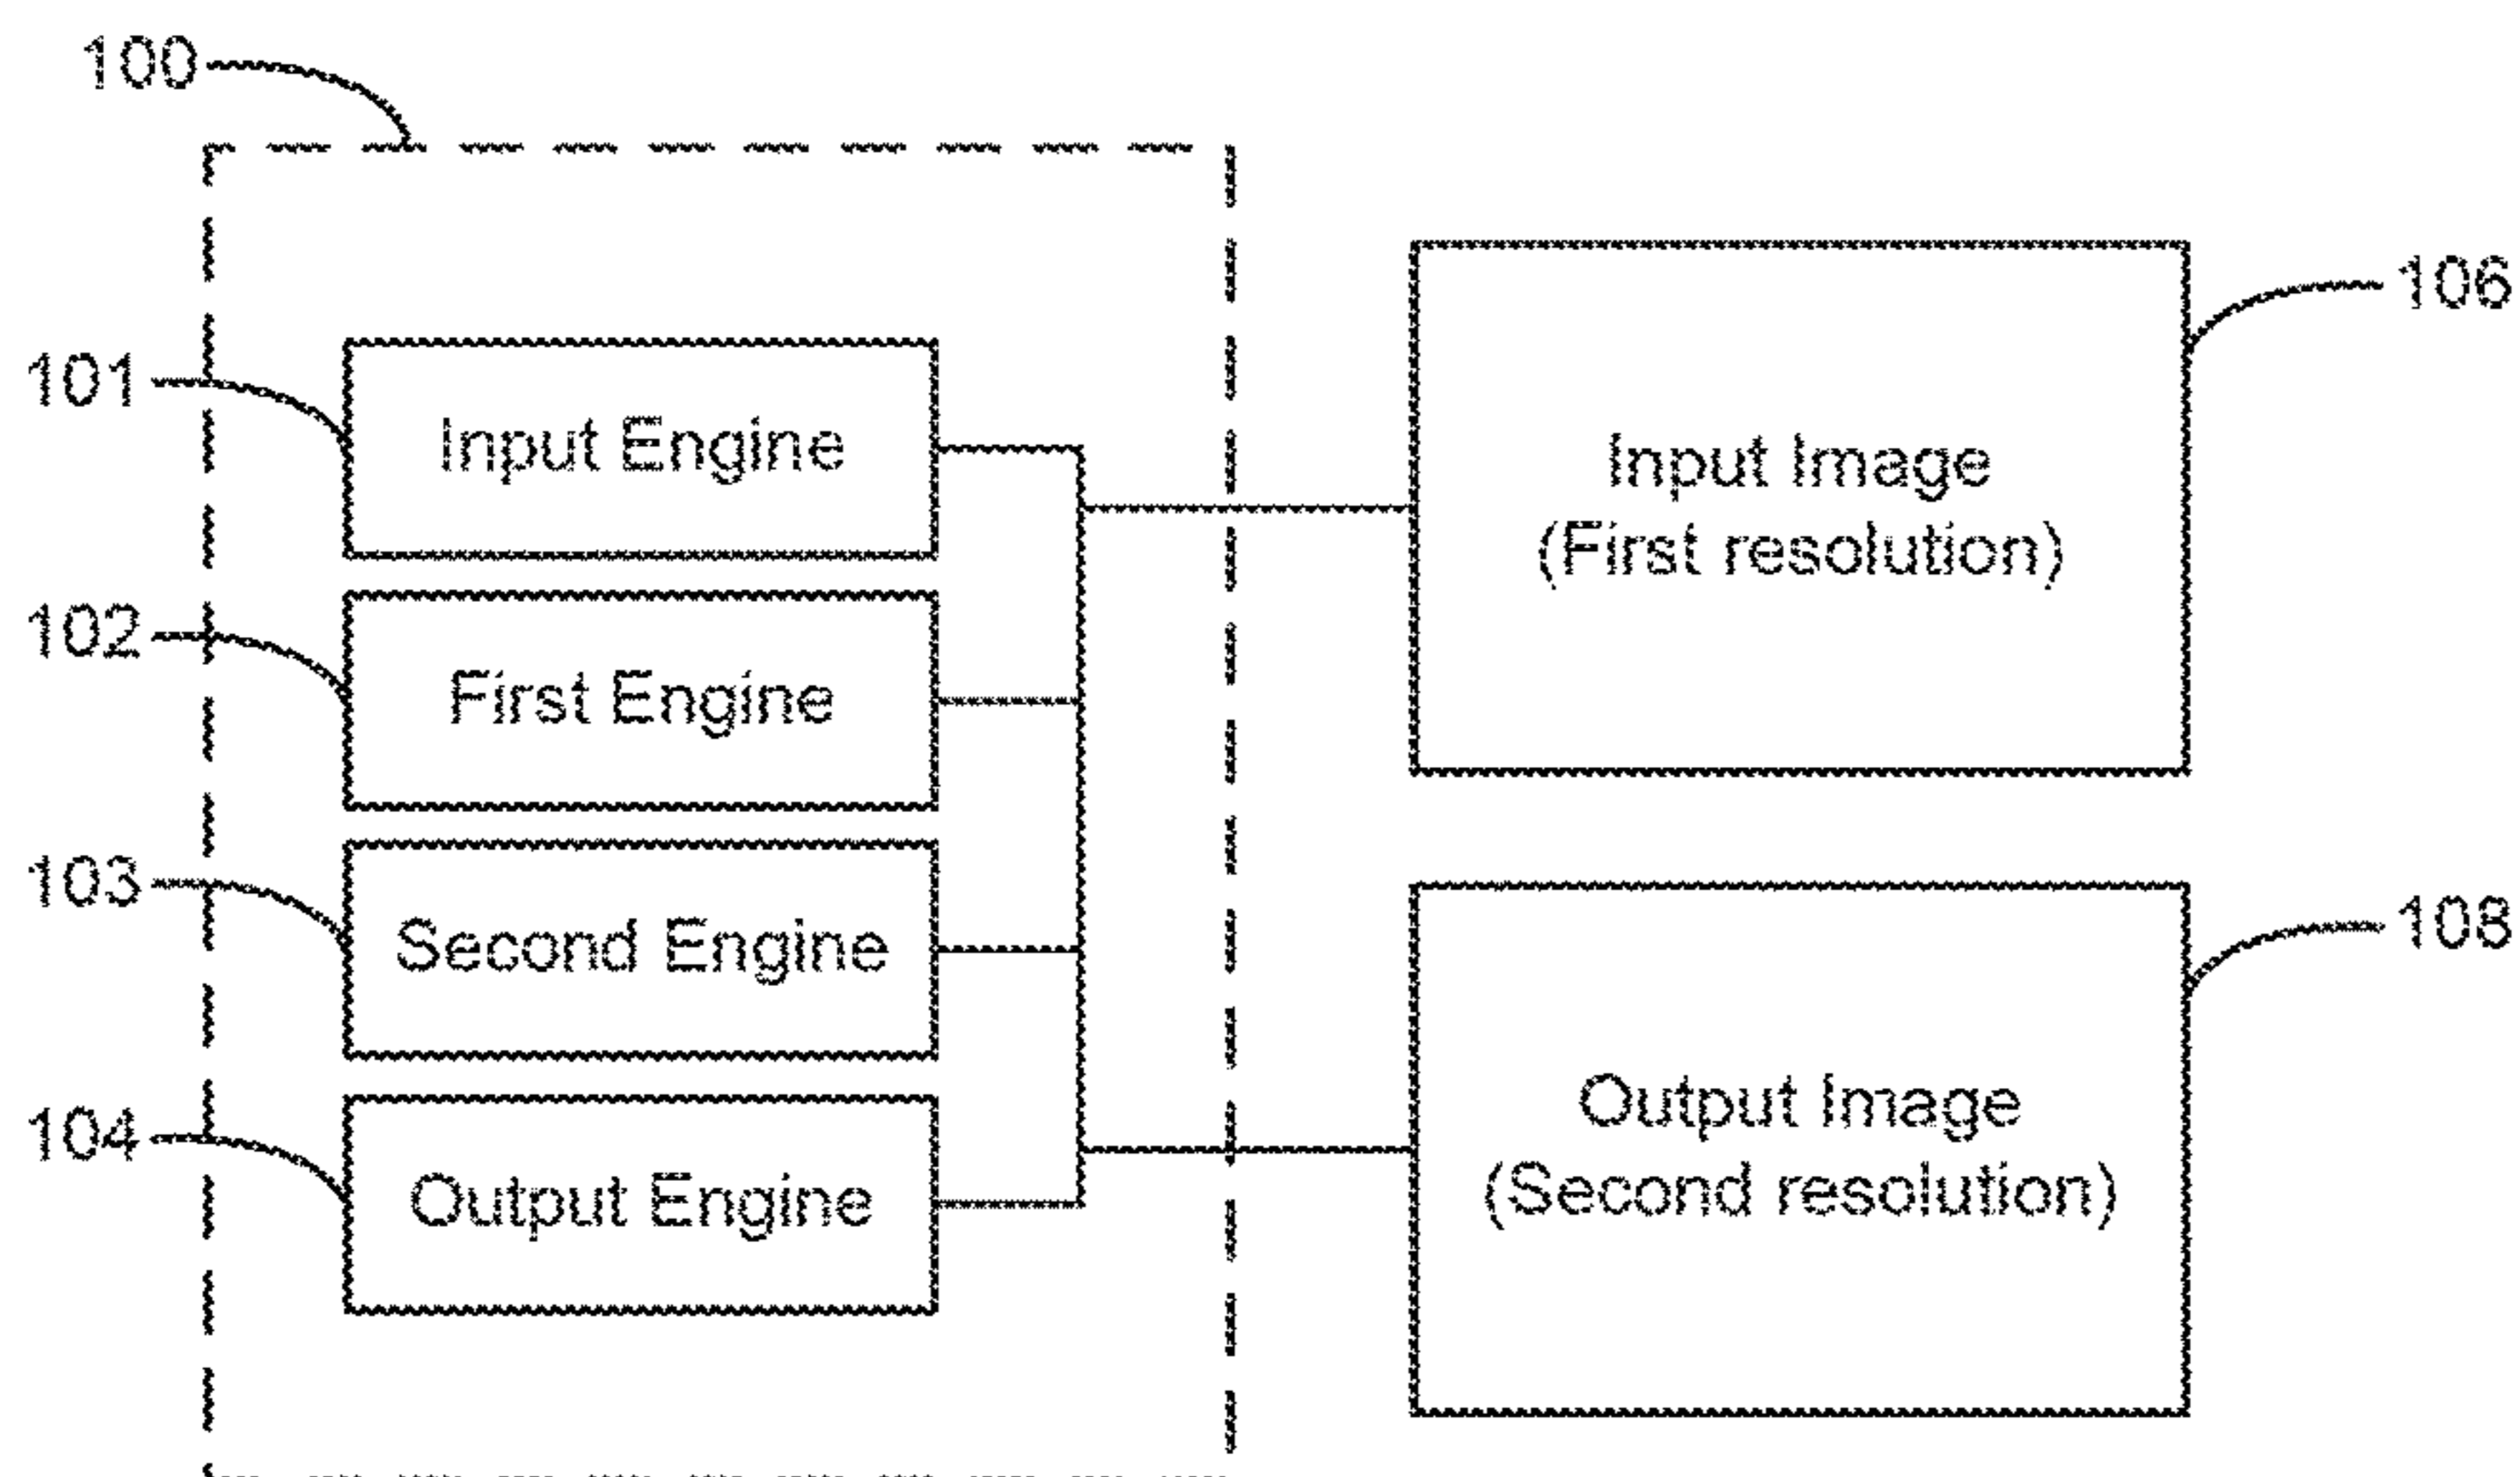 100
106
101
Input Engine
Input Image
(First resolution)
102
First Engine
103
Second Engine
108
104
Output Engine
Output Image
(Second resolution)